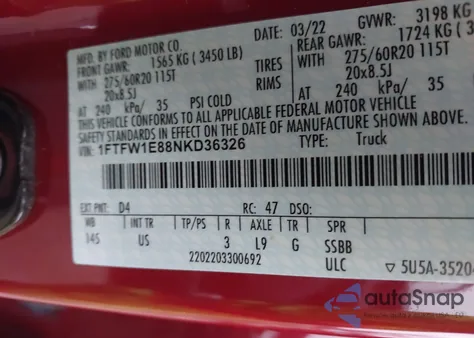 MFD. BY FORD MOTOR CO. DATE: 03/22 GVWR: 3198 KG
FRONT GAWR: 1565 KG ( 3450 LB) REAR GAWR: 1724 KG (
WITH 275/60R20 115T TIRES WITH 275/60R20 115T
20x8.5J RIMS 20x8.5J
AT 240 kPa/ 35 PSI COLD AT 240 kPa/ 35
THIS VEHICLE CONFORMS TO ALL APPLICABLE FEDERAL MOTOR VEHICLE
SAFETY STANDARDS IN EFFECT ON THE DATE OF MANUFACTURE SHOWN ABOVE
VIN: 1FTFW1E88NKD36326 TYPE: Truck
EXT PNT: D4 RC: 47 DSO:
WB INT TR TP/PS R AXLE TR SPR
145 US 3 L9 G SSBB
2202203300692 ULC ▽ 5U5A-3520
autoSnap